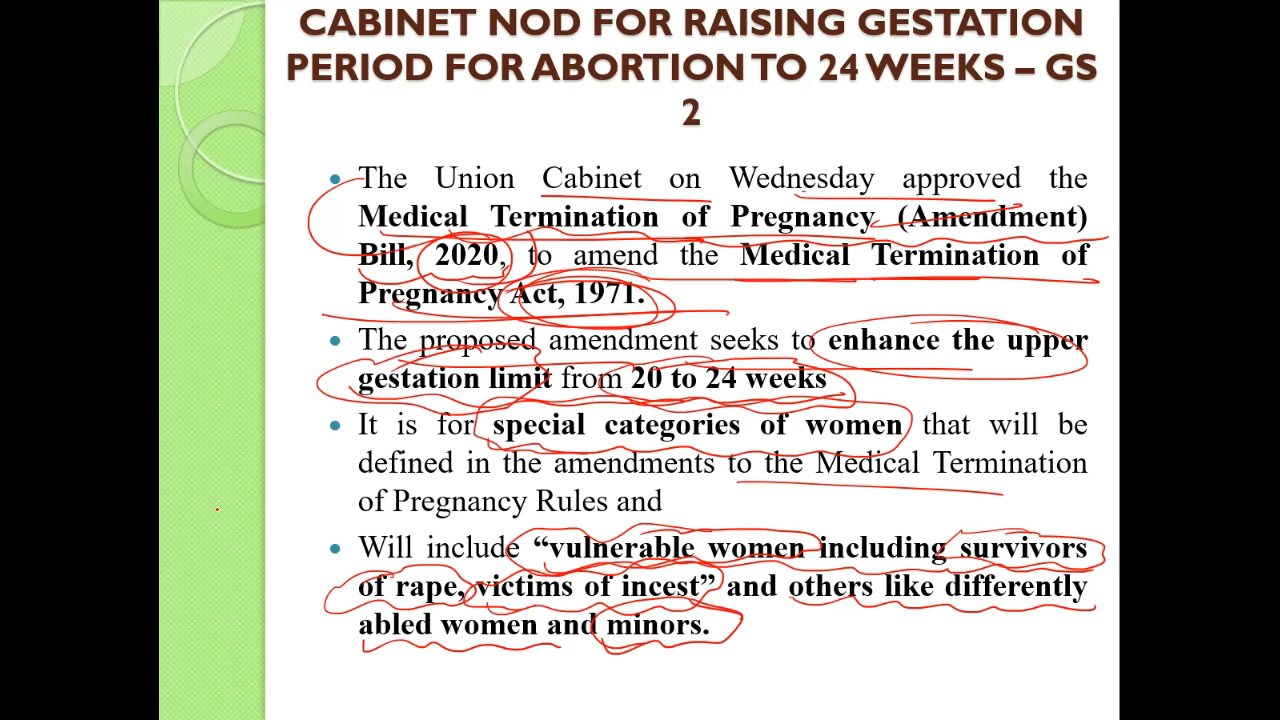 CABINET NOD FOR RAISING GESTATION
PERIOD FOR ABORTION TO 24 WEEKS – GS
2
The Union Cabinet on Wednesday approved the
Medical Termination of Pregnancy (Amendment)
Bill, 2020, to amend the Medical Termination of
Pregnancy Act, 1971.
The proposed amendment seeks to enhance the upper
gestation limit from 20 to 24 weeks
It is for special categories of women that will be
defined in the amendments to the Medical Termination
of Pregnancy Rules and
Will include “vulnerable women including survivors
of rape, victims of incest” and others like differently
abled women and minors.